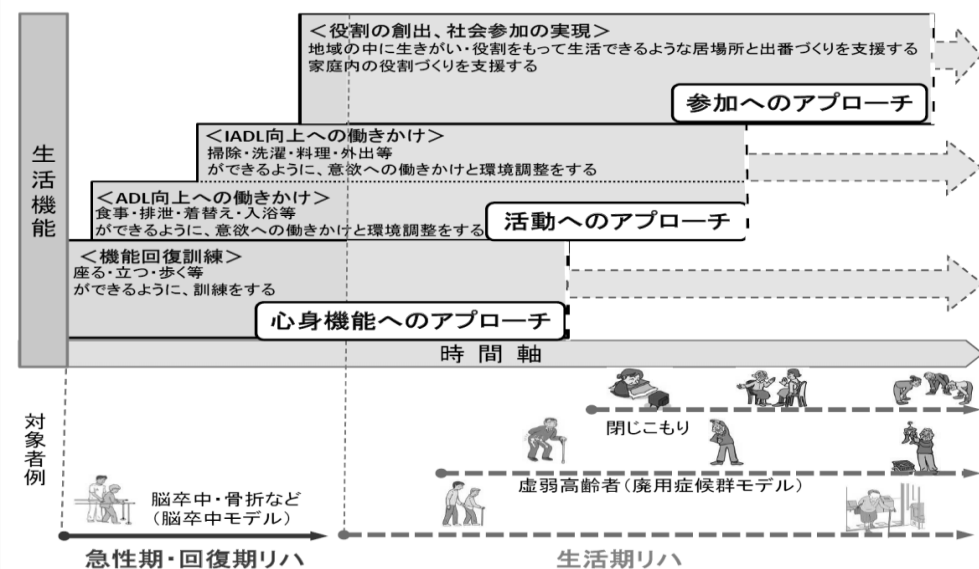 ＜役割の創出、社会参加の実現＞
地域の中に生きがい・役割をもって生活できるような居場所と出番づくりを支援する
家庭内の役割づくりを支援する
参加へのアプローチ
＜IADL向上への働きかけ＞
掃除・洗濯・料理・外出等
ができるように、意欲への働きかけと環境調整をする
＜ADL向上への働きかけ＞
食事・排泄・着替え・入浴等
ができるように、意欲への働きかけと環境調整をする
活動へのアプローチ
＜機能回復訓練＞
座る・立つ・歩く等
ができるように、訓練をする
心身機能へのアプローチ
生活機能
時間軸
対象者例
閉じこもり
虚弱高齢者（廃用症候群モデル）
脳卒中・骨折など
（脳卒中モデル）
急性期・回復期リハ
生活期リハ